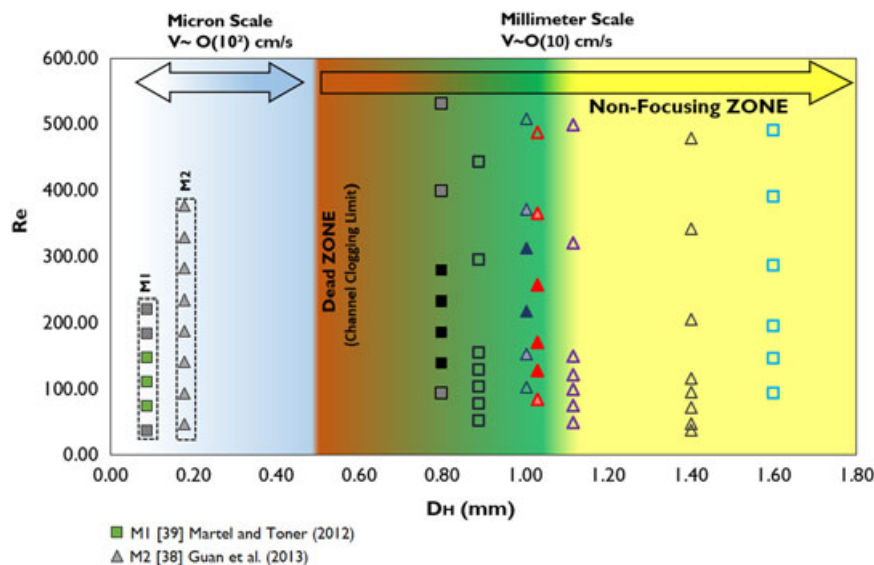 Micron Scale
V~ O(10²) cm/s
Millimeter Scale
V~O(10) cm/s
600.00
500.00
400.00
300.00
200.00
100.00
0.00
Re
Non-Focusing ZONE
M1
M2
Dead ZONE
(Channel Clogging Limit)
0.00 0.20 0.40 0.60 0.80 1.00 1.20 1.40 1.60 1.80
DH (mm)
M1 [39] Martel and Toner (2012)
M2 [38] Guan et al. (2013)